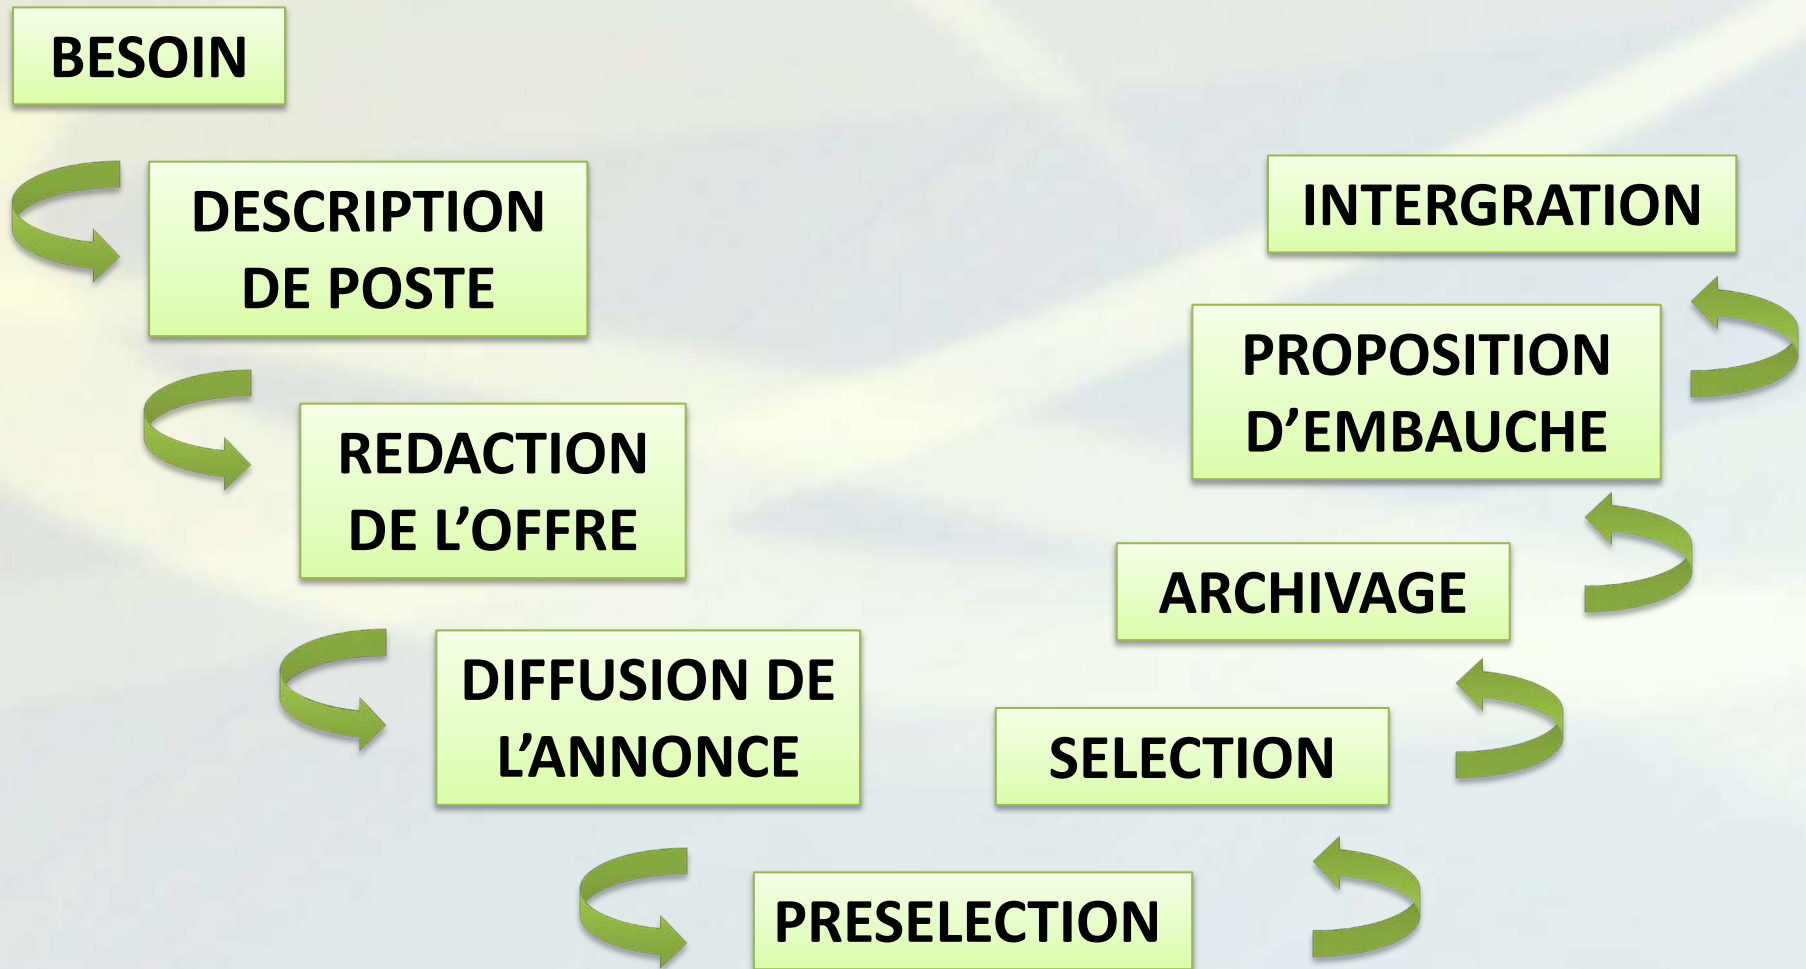 BESOIN
DESCRIPTION
DE POSTE
REDACTION
DE L’OFFRE
DIFFUSION DE
L’ANNONCE
PRESELECTION
SELECTION
ARCHIVAGE
PROPOSITION
D’EMBAUCHE
INTERGRATION